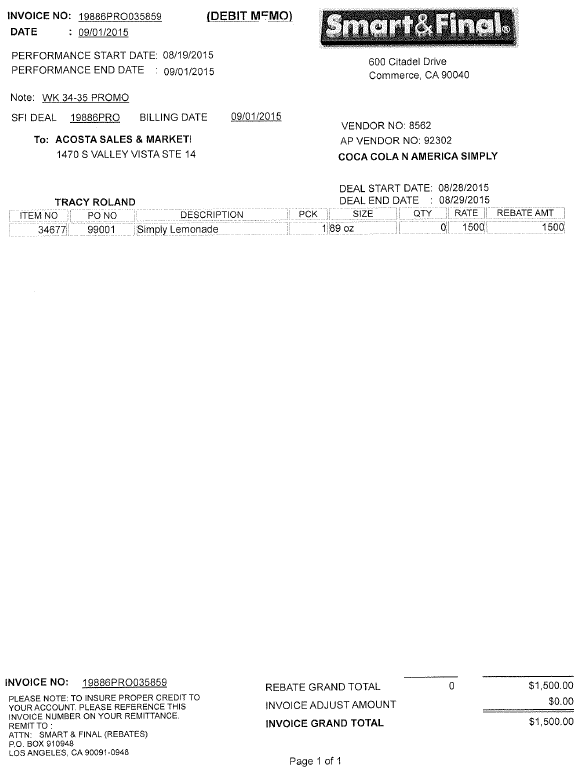 INVOICE NO: 19886PRO035859 (DEBIT MEMO)
Smart&Final®
DATE : 09/01/2015
600 Citadel Drive
Commerce, CA 90040
PERFORMANCE START DATE: 08/19/2015
PERFORMANCE END DATE : 09/01/2015
Note: WK 34-35 PROMO
SFI DEAL 19886PRO BILLING DATE 09/01/2015
VENDOR NO: 8562
To: ACOSTA SALES & MARKETI
AP VENDOR NO: 92302
1470 S VALLEY VISTA STE 14
COCA COLA N AMERICA SIMPLY
DEAL START DATE: 08/28/2015
TRACY ROLAND
DEAL END DATE : 08/29/2015
ITEM NO PO NO DESCRIPTION PCK SIZE QTY RATE REBATE AMT
34677 99001 Simply Lemonade 1 89 oz 0 1500 1500
INVOICE NO: 19886PRO035859
REBATE GRAND TOTAL 0 $1,500.00
PLEASE NOTE: TO INSURE PROPER CREDIT TO
YOUR ACCOUNT. PLEASE REFERENCE THIS
INVOICE NUMBER ON YOUR REMITTANCE.
INVOICE ADJUST AMOUNT $0.00
REMIT TO :
INVOICE GRAND TOTAL $1,500.00
ATTN: SMART & FINAL (REBATES)
P.O. BOX 910948
LOS ANGELES, CA 90091-0948
Page 1 of 1